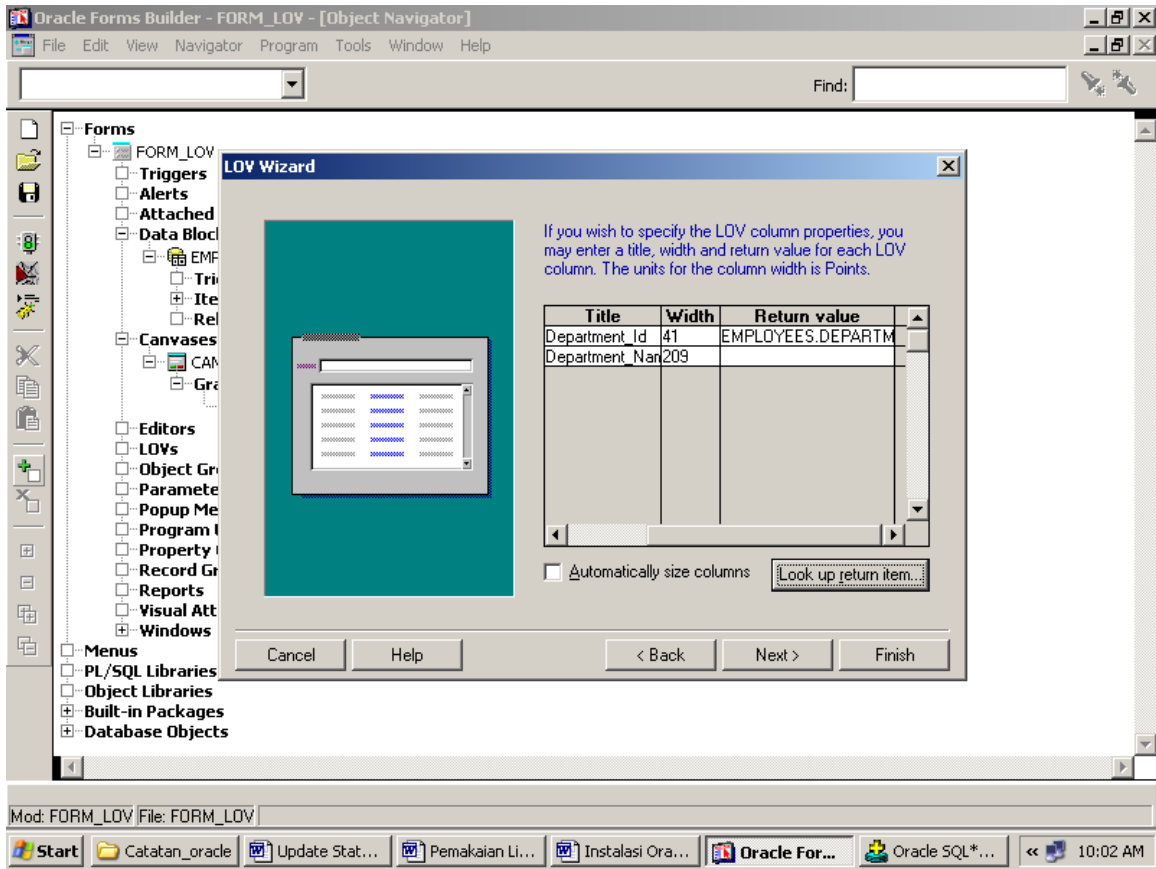 Oracle Forms Builder - FORM_LOV - [Object Navigator]
File Edit View Navigator Program Tools Window Help
Find:
Forms
FORM_LOV
Triggers
Alerts
Attached
Data Bloc
EMP
Tri
Ite
Rel
Canvases
CAN
Gra
Editors
LOVs
Object Gr
Paramete
Popup Me
Program
Property
Record Gr
Reports
Visual Att
Windows
Menus
PL/SQL Libraries
Object Libraries
Built-in Packages
Database Objects
LOV Wizard
If you wish to specify the LOV column properties, you
may enter a title, width and return value for each LOV
column. The units for the column width is Points.
Title Width Return value
Department_Id 41 EMPLOYEES.DEPARTM
Department_Nam 209
Automatically size columns Look up return item...
Cancel Help < Back Next > Finish
Mod: FORM_LOV File: FORM_LOV
Start Catatan_oracle Update Stat... Pemakaian Li... Instalasi Ora... Oracle For... Oracle SQL*... « 10:02 AM